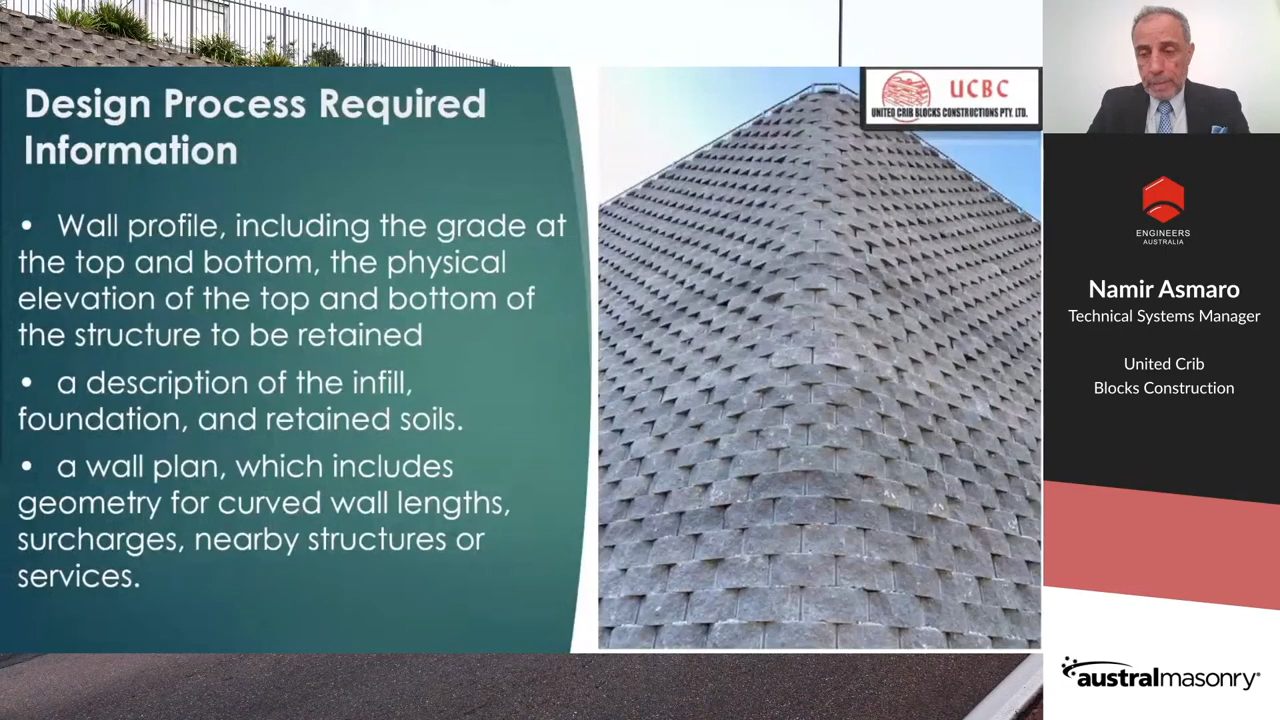 Design Process Required
Information
• Wall profile, including the grade at
the top and bottom, the physical
elevation of the top and bottom of
the structure to be retained
• a description of the infill,
foundation, and retained soils.
• a wall plan, which includes
geometry for curved wall lengths,
surcharges, nearby structures or
services.
UCBC
UNITED CRIB BLOCKS CONSTRUCTIONS PTY. LTD.
ENGINEERS
AUSTRALIA
Namir Asmaro
Technical Systems Manager
United Crib
Blocks Construction
australmasonry®